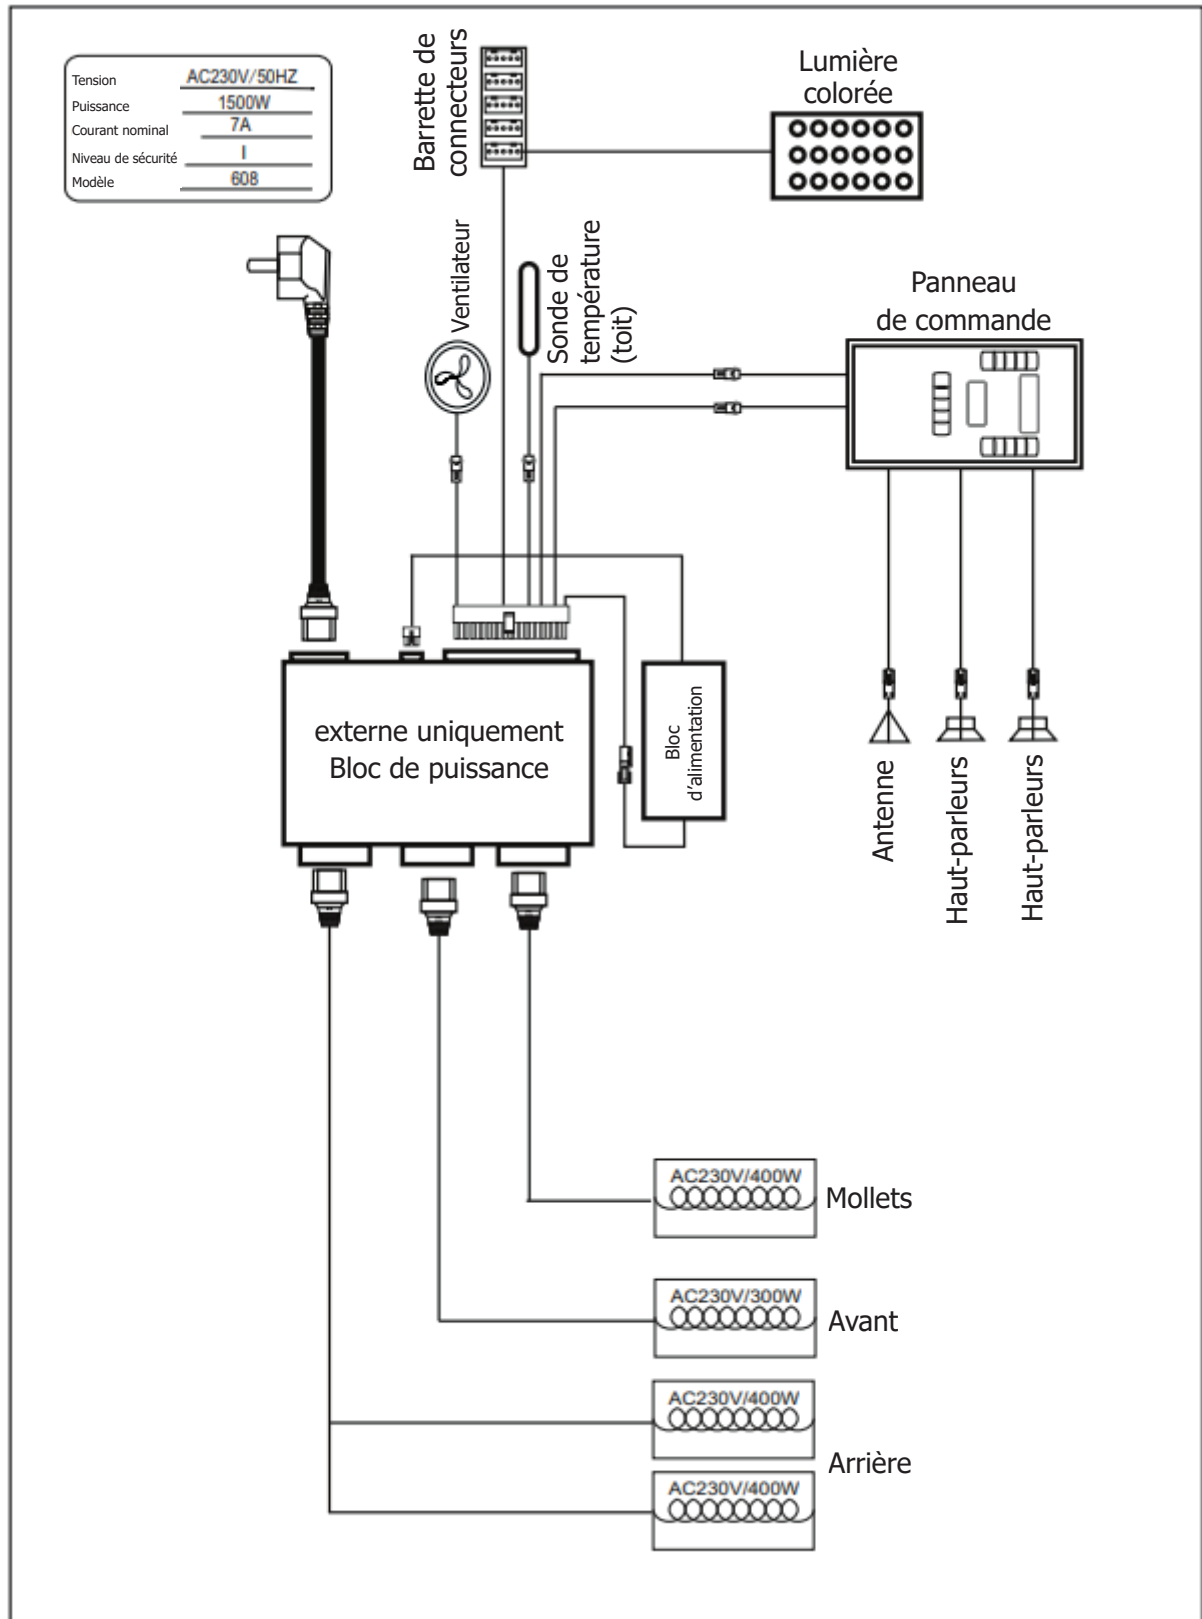 Tension AC230V/50HZ
Puissance 1500W
Courant nominal 7A
Niveau de sécurité I
Modèle 608
Barrette de
connecteurs
Lumière
colorée
Ventilateur
Sonde de
température
(toit)
Panneau
de commande
externe uniquement
Bloc de puissance
Bloc
d'alimentation
Antenne
Haut-parleurs
Haut-parleurs
AC230V/400W
Mollets
AC230V/300W
Avant
AC230V/400W
Arrière
AC230V/400W